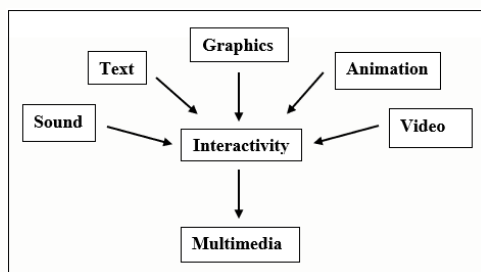 Graphics
Text
Animation
Sound
Video
Interactivity
Multimedia